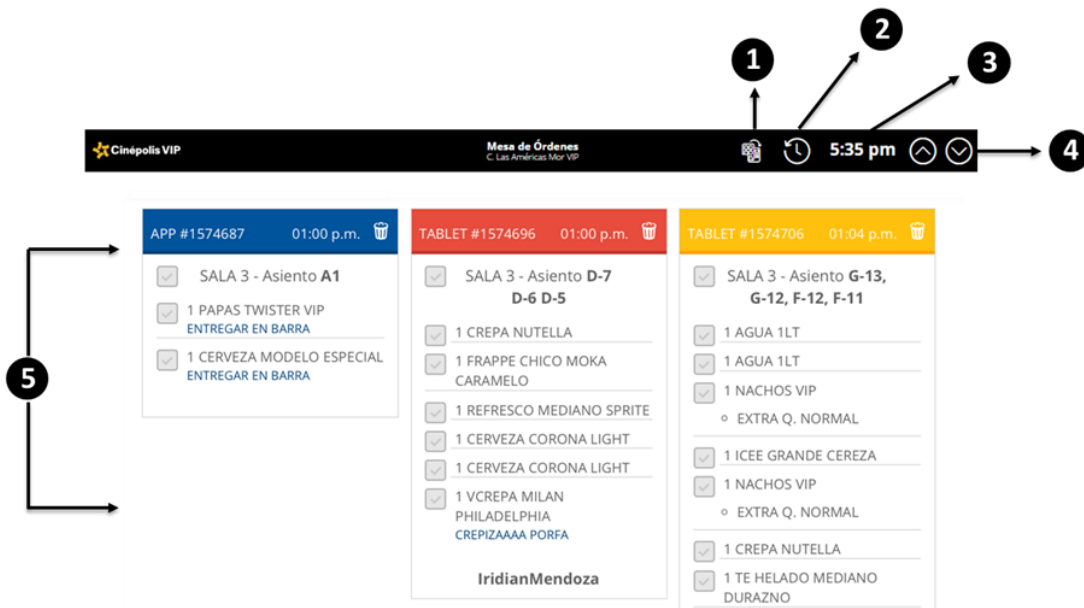 2
1
3
Cinépolis VIP
Mesa de Órdenes
C. Las Américas Mor VIP
5:35 pm
4
APP #1574687 01:00 p.m.
SALA 3 - Asiento A1
1 PAPAS TWISTER VIP
ENTREGAR EN BARRA
1 CERVEZA MODELO ESPECIAL
ENTREGAR EN BARRA
5
TABLET #1574696 01:00 p.m.
SALA 3 - Asiento D-7
D-6 D-5
1 CREPA NUTELLA
1 FRAPPE CHICO MOKA
CARAMELO
1 REFRESCO MEDIANO SPRITE
1 CERVEZA CORONA LIGHT
1 CERVEZA CORONA LIGHT
1 VCREPA MILAN
PHILADELPHIA
CREPIZAAAA PORFA
IridianMendoza
TABLET #1574706 01:04 p.m.
SALA 3 - Asiento G-13,
G-12, F-12, F-11
1 AGUA 1LT
1 AGUA 1LT
1 NACHOS VIP
EXTRA Q. NORMAL
1 ICEE GRANDE CEREZA
1 NACHOS VIP
EXTRA Q. NORMAL
1 CREPA NUTELLA
1 TE HELADO MEDIANO
DURAZNO